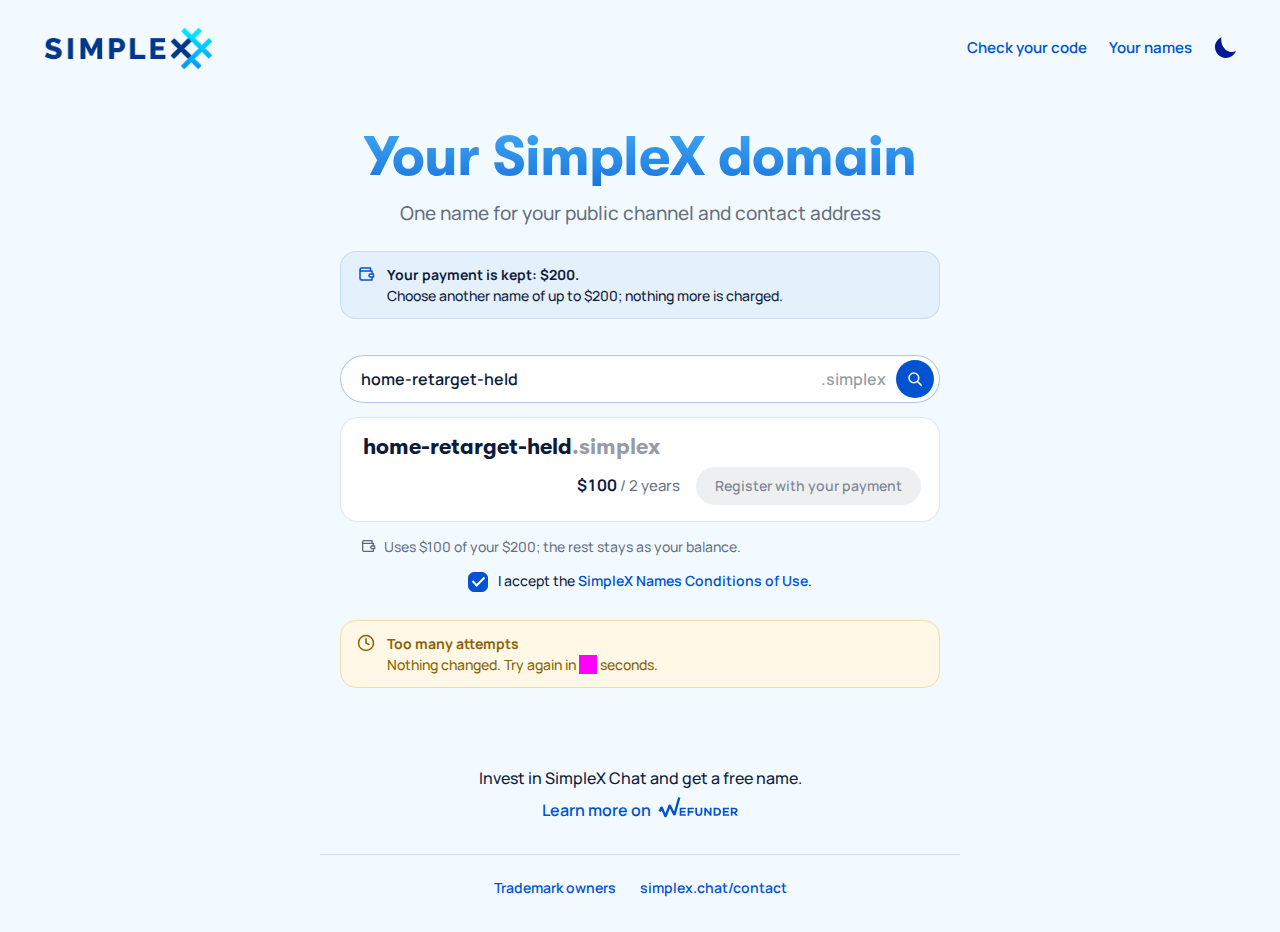 SIMPLEX
Check your code
Your names
Your SimpleX domain
One name for your public channel and contact address
Your payment is kept: $200.
Choose another name of up to $200; nothing more is charged.
home-retarget-held
.simplex
home-retarget-held.simplex
$100 / 2 years
Register with your payment
Uses $100 of your $200; the rest stays as your balance.
I accept the SimpleX Names Conditions of Use.
Too many attempts
Nothing changed. Try again in seconds.
Invest in SimpleX Chat and get a free name.
Learn more on WEFUNDER
Trademark owners
simplex.chat/contact